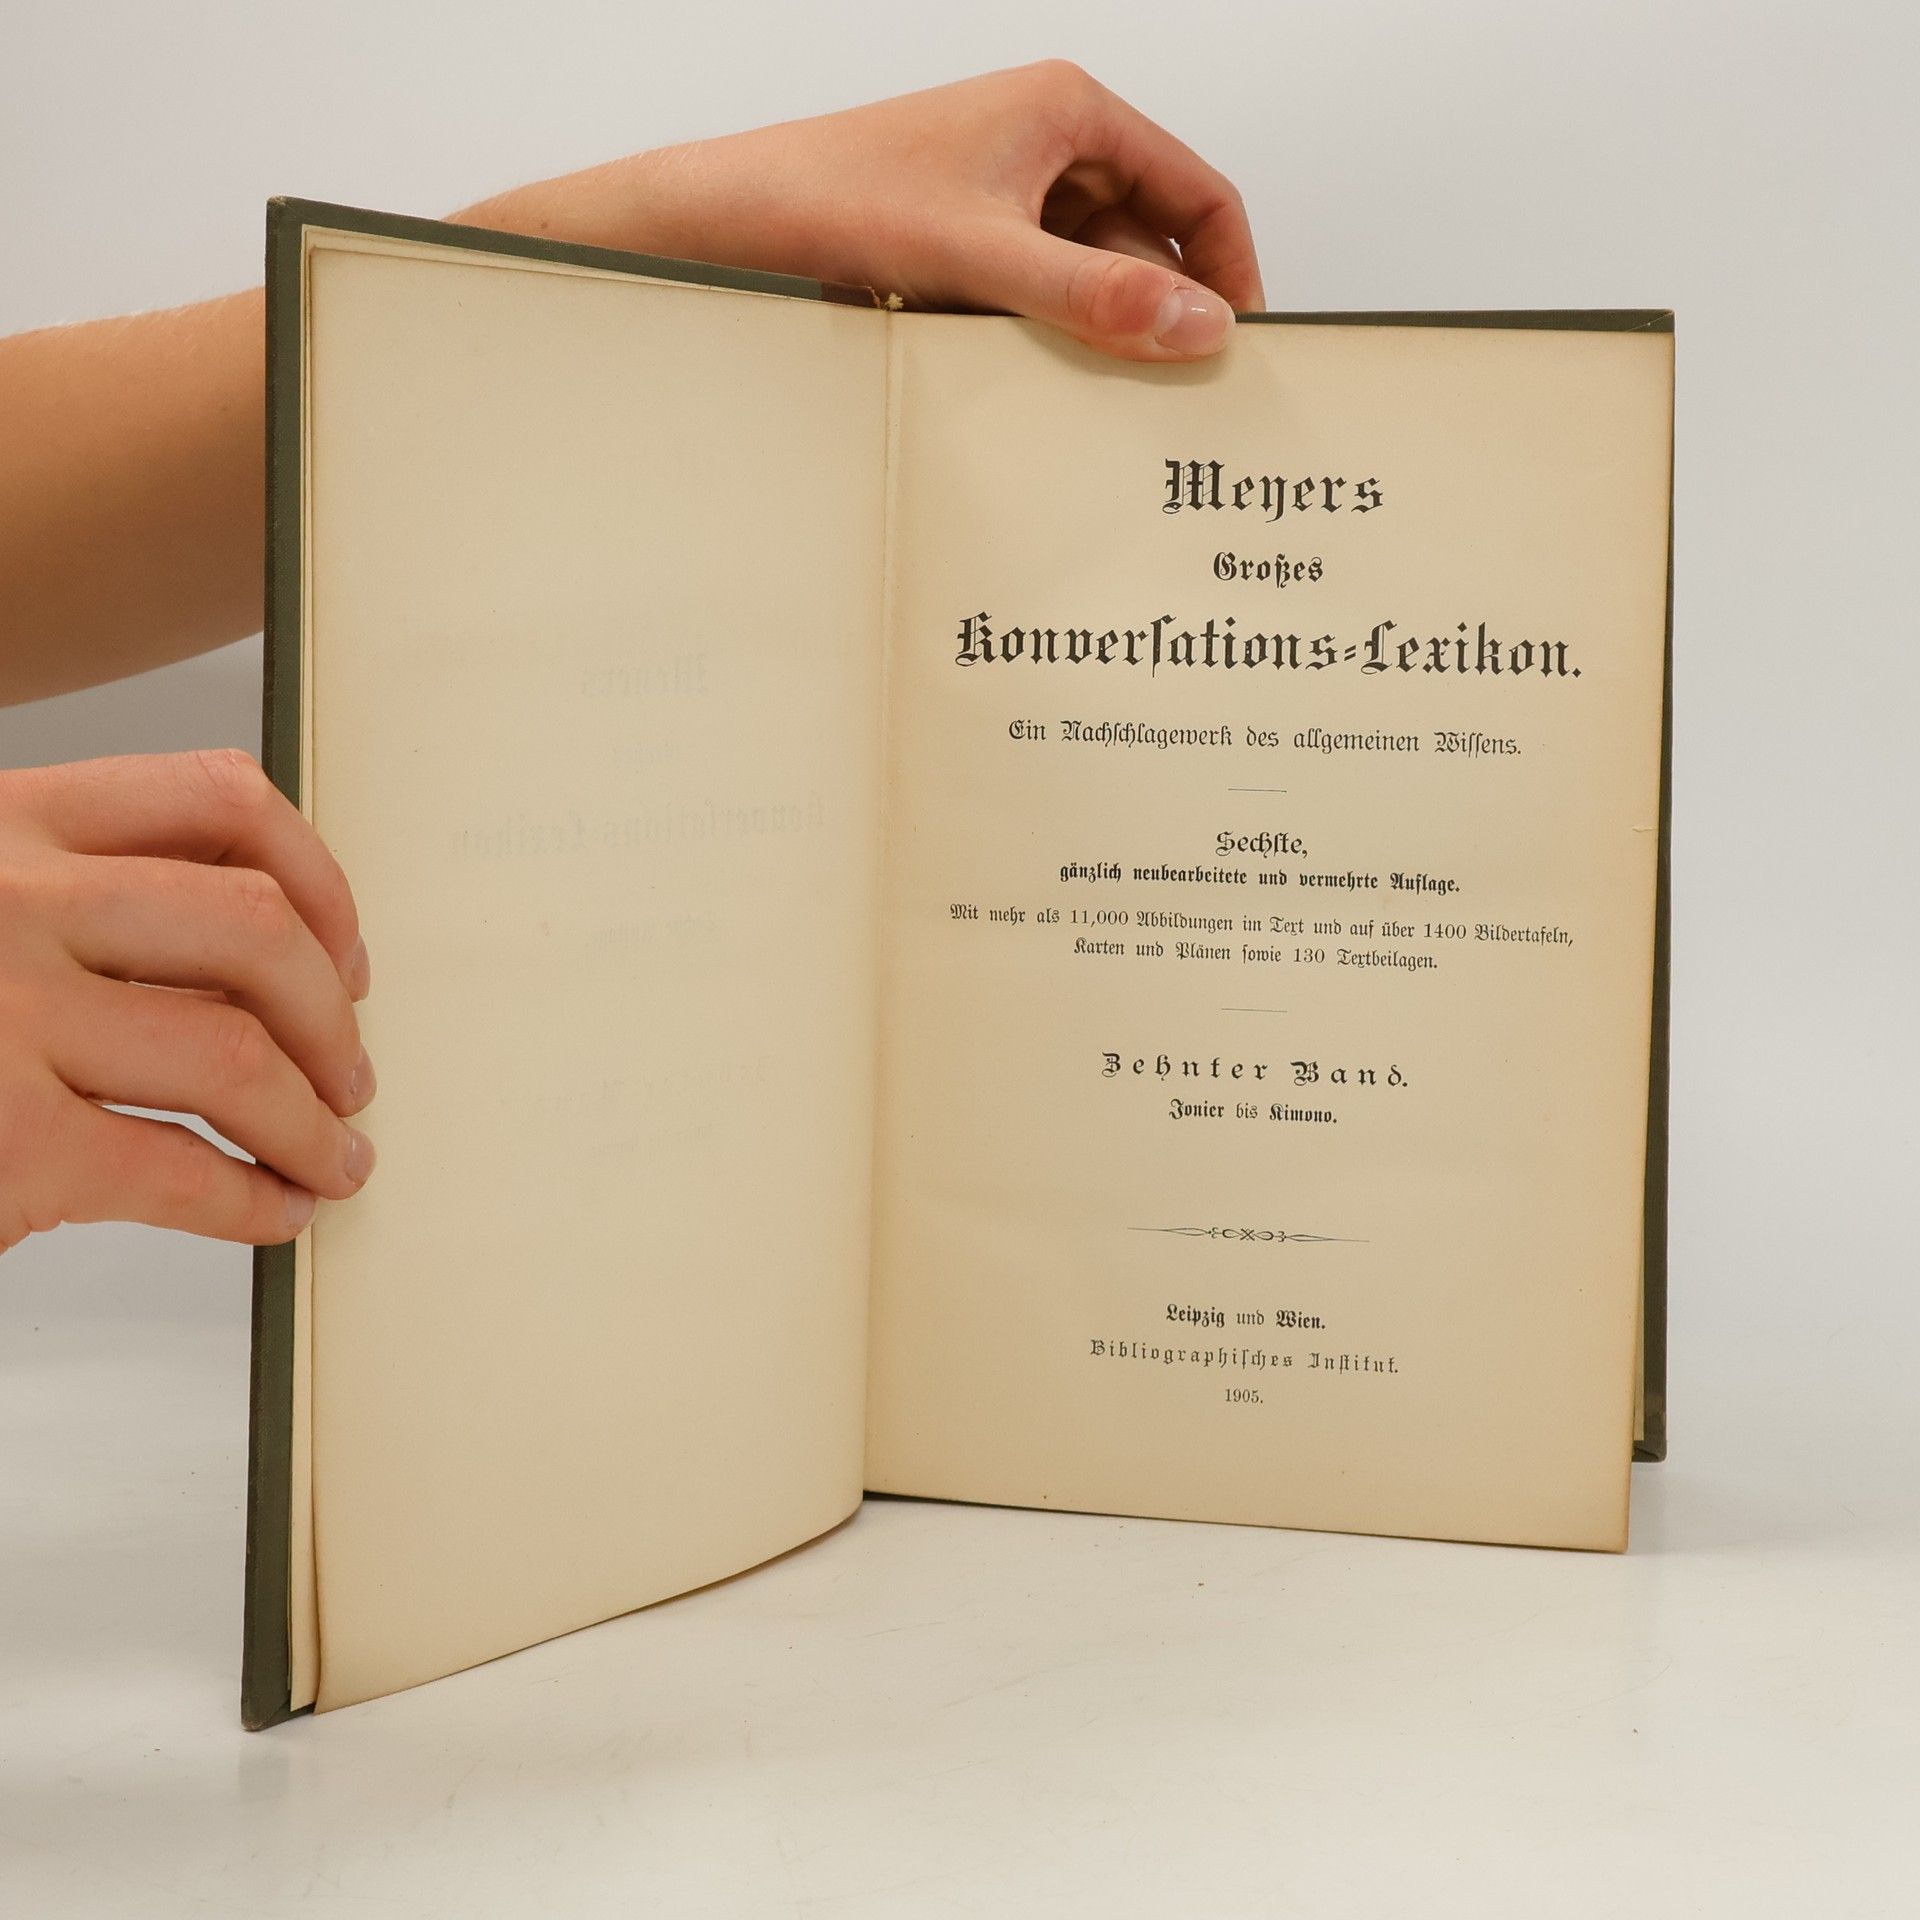 Meyers
Großes
Konverſations-Lexikon.
Ein Nachſchlagewerk des allgemeinen Wiſſens.
Sechſte,
gänzlich neubearbeitete und vermehrte Auflage.
Mit mehr als 11,000 Abbildungen im Text und auf über 1400 Bildertafeln,
Karten und Plänen ſowie 130 Textbeilagen.
Zehnter Band.
Jonier bis Kimono.
Leipzig und Wien.
Bibliographiſches Inſtitut.
1905.